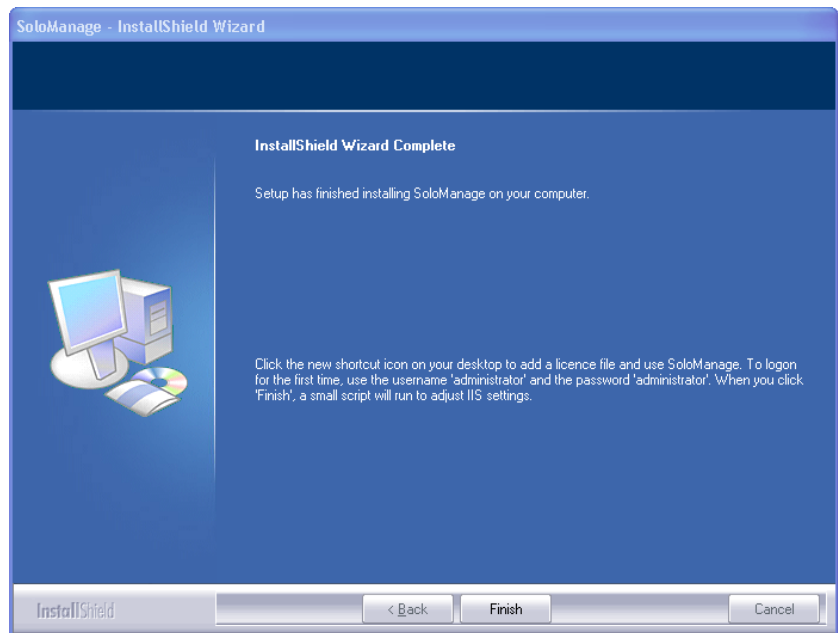 SoloManage - InstallShield Wizard
InstallShield Wizard Complete
Setup has finished installing SoloManage on your computer.
Click the new shortcut icon on your desktop to add a licence file and use SoloManage. To logon
for the first time, use the username 'administrator' and the password 'administrator'. When you click
'Finish', a small script will run to adjust IIS settings.
InstallShield
< Back
Finish
Cancel